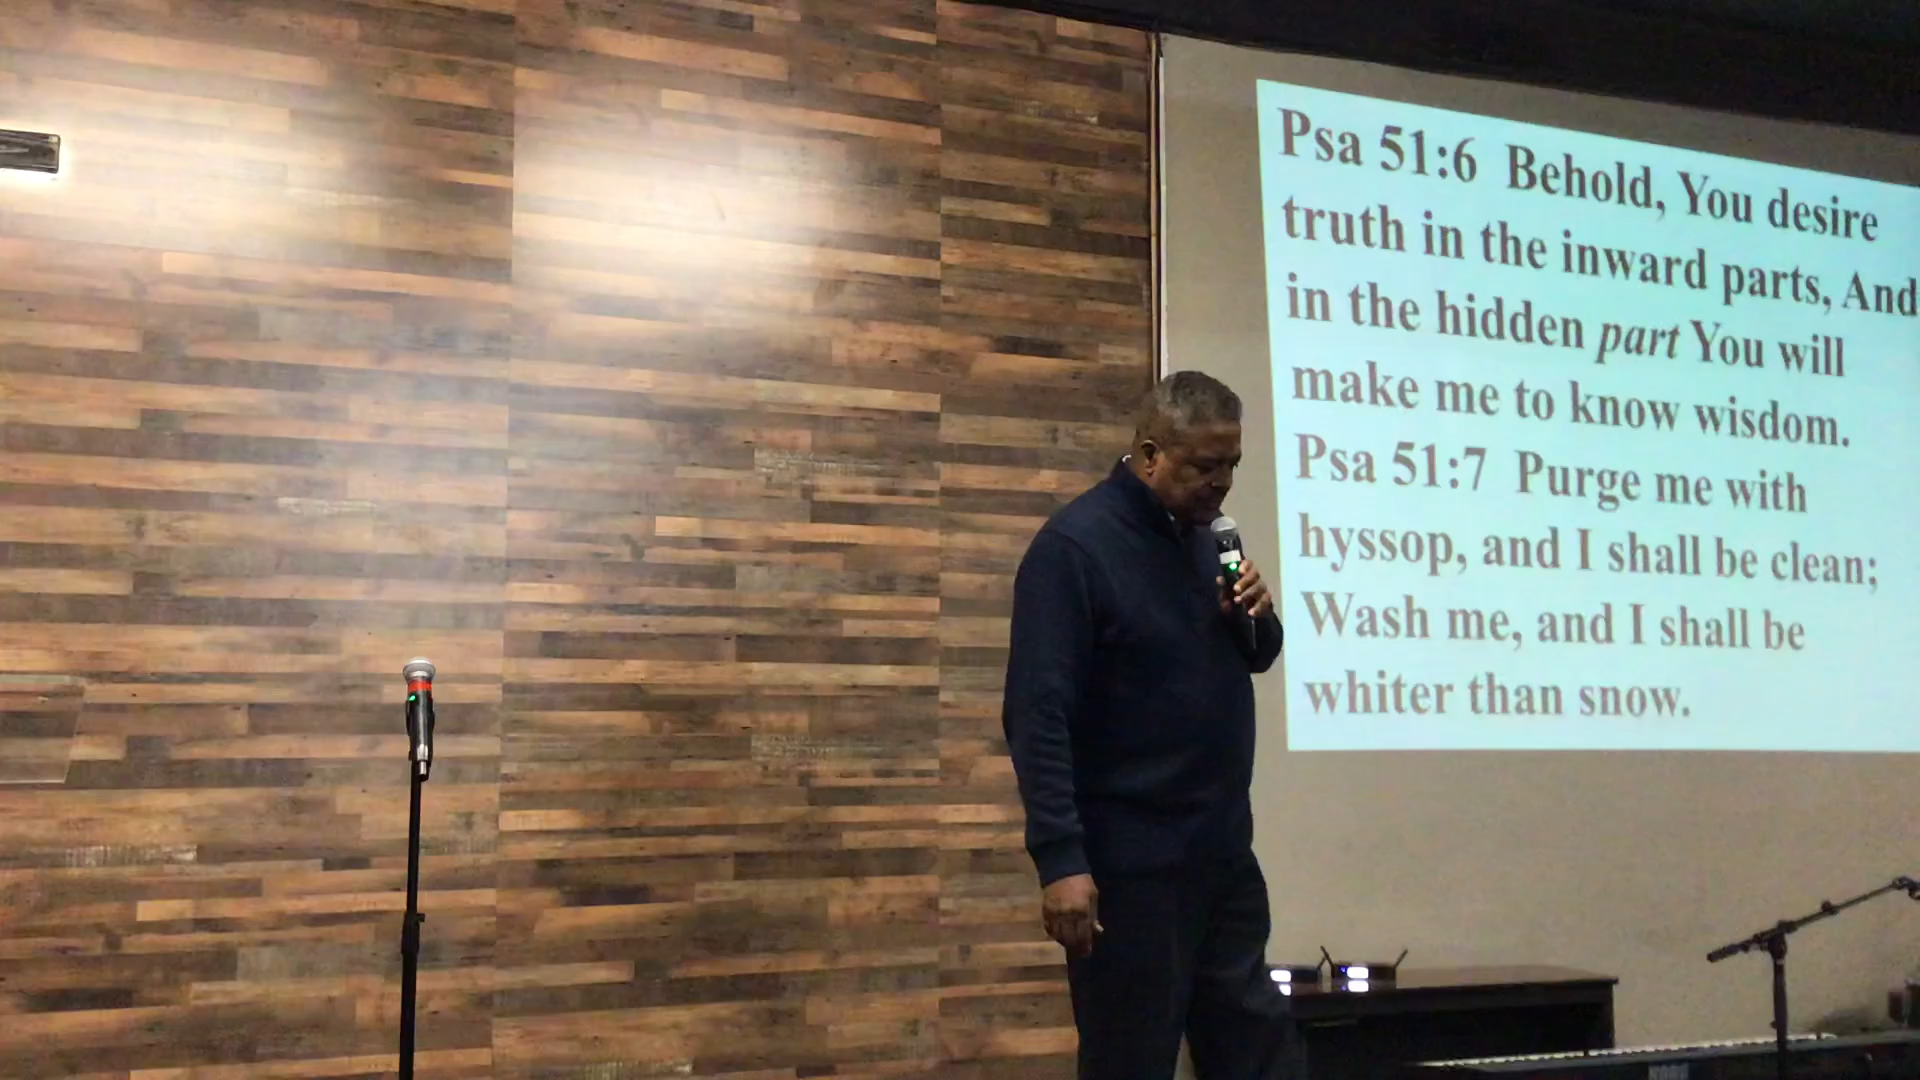 Psa 51:6 Behold, You desire
truth in the inward parts, And
in the hidden part You will
make me to know wisdom.
Psa 51:7 Purge me with
hyssop, and I shall be clean;
Wash me, and I shall be
whiter than snow.
KORG